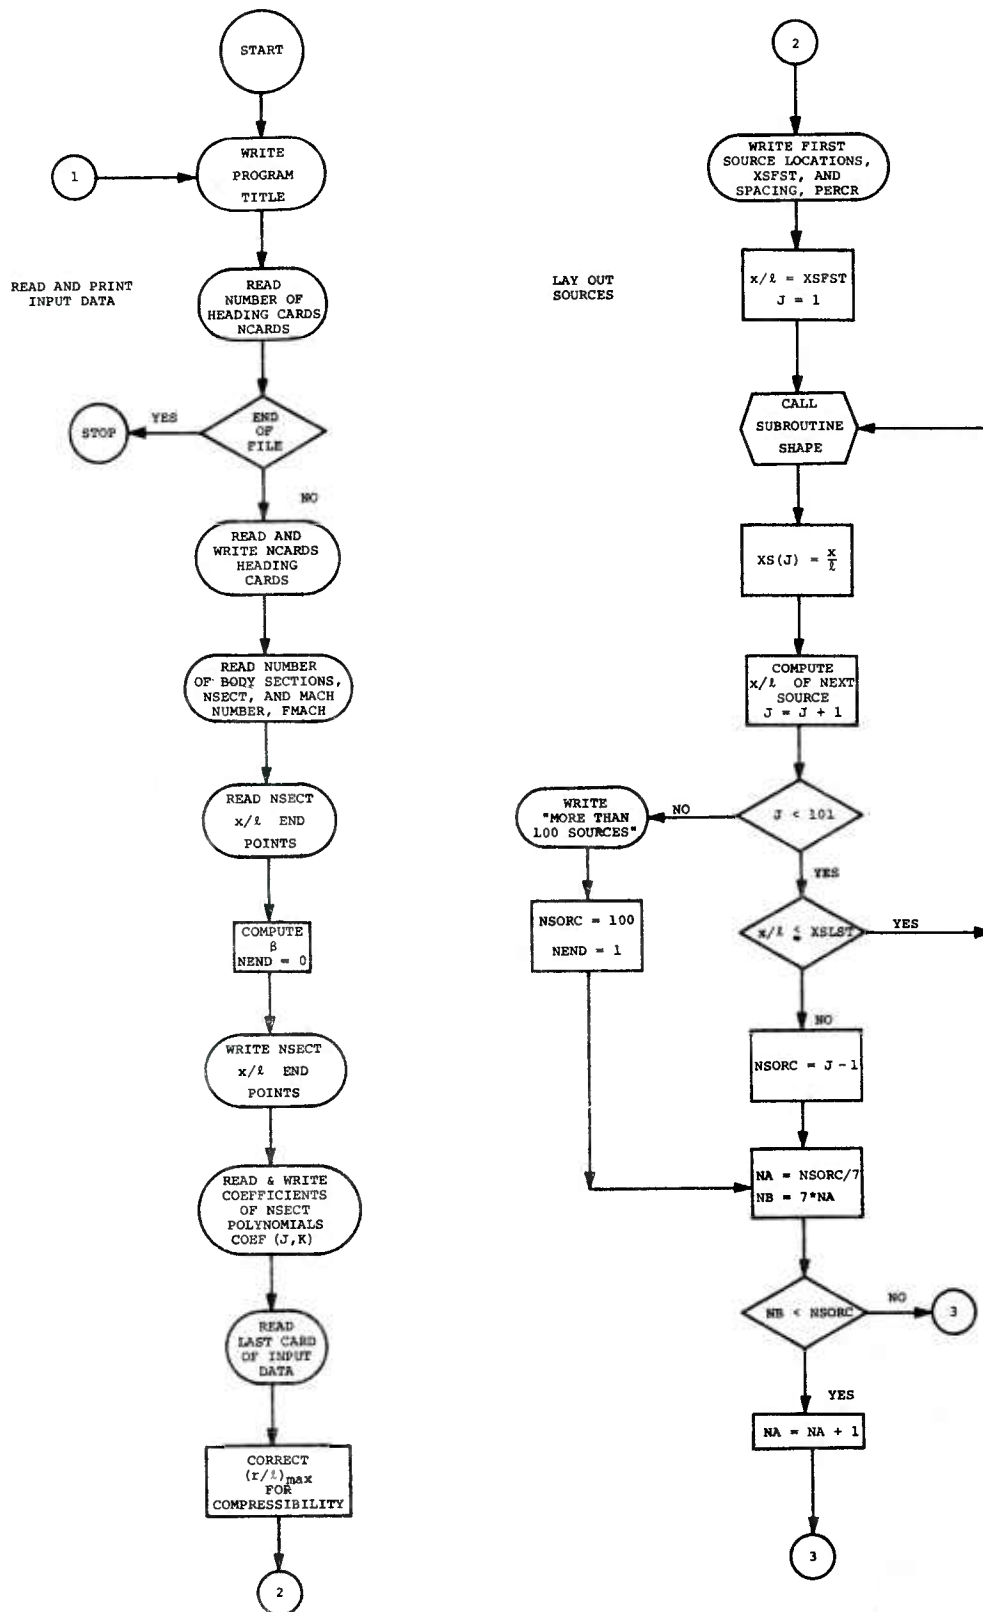 START
1
WRITE
PROGRAM
TITLE
READ AND PRINT
INPUT DATA
READ
NUMBER OF
HEADING CARDS
NCARDS
YES
STOP
END
OF
FILE
NO
READ AND
WRITE NCARDS
HEADING
CARDS
READ NUMBER
OF BODY SECTIONS,
NSECT, AND MACH
NUMBER, FMACH
READ NSECT
x/ℓ END
POINTS
COMPUTE
β
NEND = 0
WRITE NSECT
x/ℓ END
POINTS
READ & WRITE
COEFFICIENTS
OF NSECT
POLYNOMIALS
COEF (J,K)
READ
LAST CARD
OF INPUT
DATA
CORRECT
(r/ℓ)max
FOR
COMPRESSIBILITY
2
2
WRITE FIRST
SOURCE LOCATIONS,
XSFST, AND
SPACING, PERCR
LAY OUT
SOURCES
x/ℓ = XSFST
J = 1
CALL
SUBROUTINE
SHAPE
XS(J) = x/ℓ
COMPUTE
x/ℓ OF NEXT
SOURCE
J = J + 1
J < 101
NO
WRITE
"MORE THAN
100 SOURCES"
YES
NSORC = 100
NEND = 1
x/ℓ ≤ XSLST
YES
NO
NSORC = J-1
NA = NSORC/7
NB = 7*NA
NB < NSORC
NO
3
YES
NA = NA + 1
3